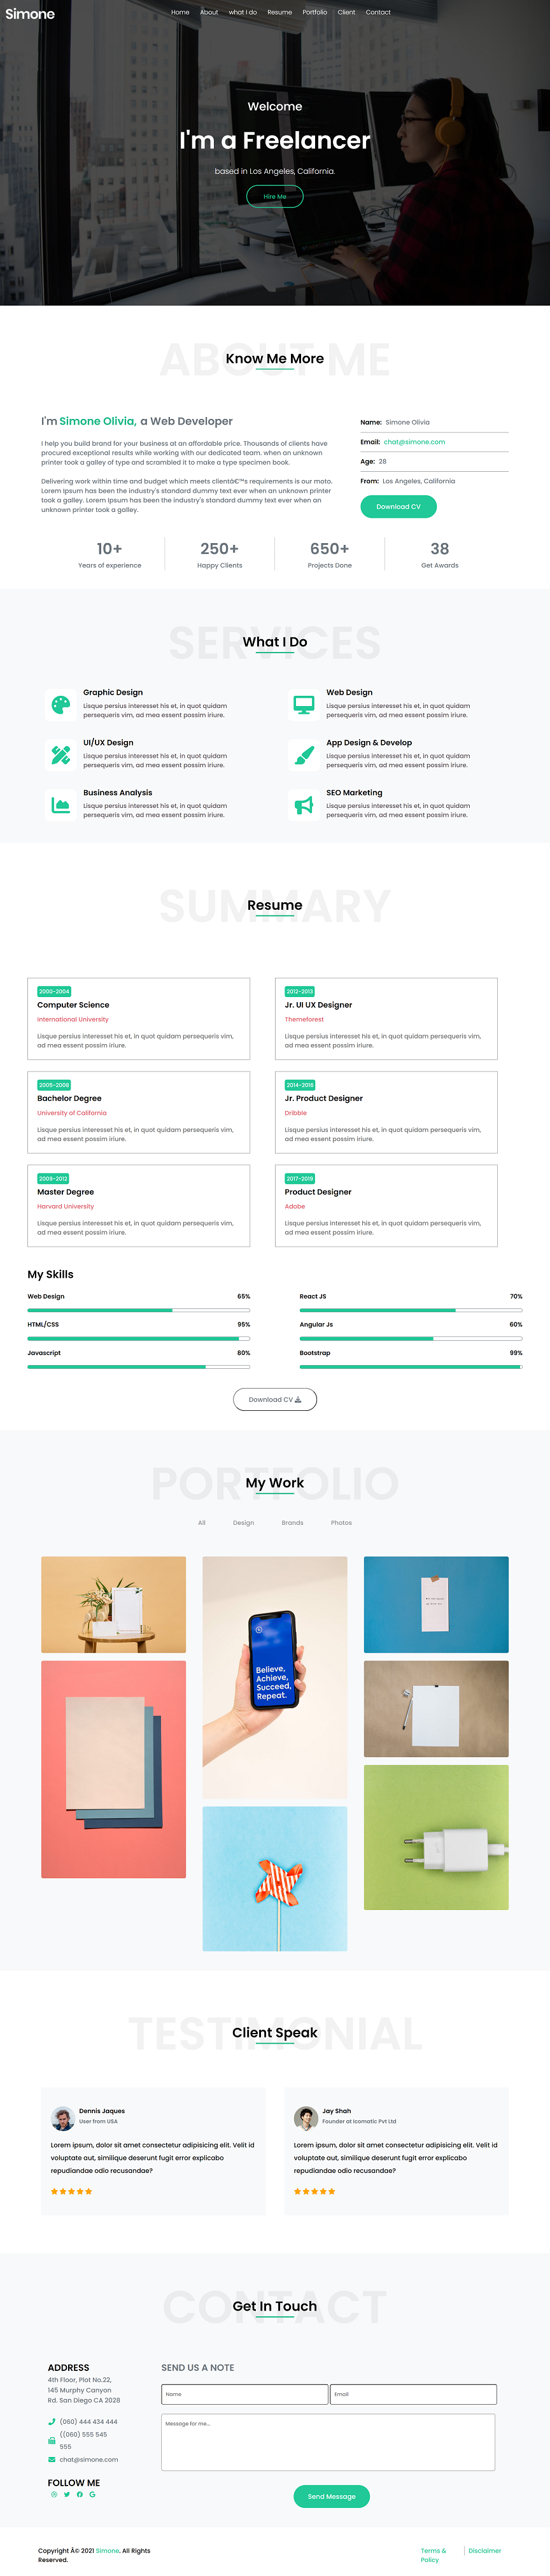 Simone
Home About what I do Resume Portfolio Client Contact
Welcome
I'm a Freelancer
based in Los Angeles, California.
Hire Me
ABOUT ME
Know Me More
I'm Simone Olivia, a Web Developer
I help you build brand for your business at an affordable price. Thousands of clients have
procured exceptional results while working with our dedicated team. when an unknown
printer took a galley of type and scrambled it to make a type specimen book.
Delivering work within time and budget which meets clientâ€™s requirements is our moto.
Lorem Ipsum has been the industry's standard dummy text ever when an unknown printer
took a galley. Lorem Ipsum has been the industry's standard dummy text ever when an
unknown printer took a galley.
Name: Simone Olivia
Email: chat@simone.com
Age: 28
From: Los Angeles, California
Download CV
10+
Years of experience
250+
Happy Clients
650+
Projects Done
38
Get Awards
SERVICES
What I Do
Graphic Design
Lisque persius interesset his et, in quot quidam
persequeris vim, ad mea essent possim iriure.
Web Design
Lisque persius interesset his et, in quot quidam
persequeris vim, ad mea essent possim iriure.
UI/UX Design
Lisque persius interesset his et, in quot quidam
persequeris vim, ad mea essent possim iriure.
App Design & Develop
Lisque persius interesset his et, in quot quidam
persequeris vim, ad mea essent possim iriure.
Business Analysis
Lisque persius interesset his et, in quot quidam
persequeris vim, ad mea essent possim iriure.
SEO Marketing
Lisque persius interesset his et, in quot quidam
persequeris vim, ad mea essent possim iriure.
SUMMARY
Resume
2000-2004
Computer Science
International University
Lisque persius interesset his et, in quot quidam persequeris vim,
ad mea essent possim iriure.
2012-2013
Jr. UI UX Designer
Themeforest
Lisque persius interesset his et, in quot quidam persequeris vim,
ad mea essent possim iriure.
2005-2008
Bachelor Degree
University of California
Lisque persius interesset his et, in quot quidam persequeris vim,
ad mea essent possim iriure.
2014-2016
Jr. Product Designer
Dribble
Lisque persius interesset his et, in quot quidam persequeris vim,
ad mea essent possim iriure.
2009-2012
Master Degree
Harvard University
Lisque persius interesset his et, in quot quidam persequeris vim,
ad mea essent possim iriure.
2017-2019
Product Designer
Adobe
Lisque persius interesset his et, in quot quidam persequeris vim,
ad mea essent possim iriure.
My Skills
Web Design 65%
HTML/CSS 95%
Javascript 80%
React JS 70%
Angular Js 60%
Bootstrap 99%
Download CV
PORTFOLIO
My Work
All Design Brands Photos
Believe,
Achieve,
Succeed,
Repeat.
TESTIMONIAL
Client Speak
Dennis Jaques
User from USA
Lorem ipsum, dolor sit amet consectetur adipisicing elit. Velit id
voluptate aut, similique deserunt fugit error explicabo
repudiandae odio recusandae?
Jay Shah
Founder at Icomatic Pvt Ltd
Lorem ipsum, dolor sit amet consectetur adipisicing elit. Velit id
voluptate aut, similique deserunt fugit error explicabo
repudiandae odio recusandae?
CONTACT
Get In Touch
ADDRESS
4th Floor, Plot No.22,
145 Murphy Canyon
Rd. San Diego CA 2028
(060) 444 434 444
((060) 555 545
555
chat@simone.com
FOLLOW ME
SEND US A NOTE
Name
Email
Message for me...
Send Message
Copyright Â© 2021 Simone. All Rights
Reserved.
Terms &
Policy
Disclaimer